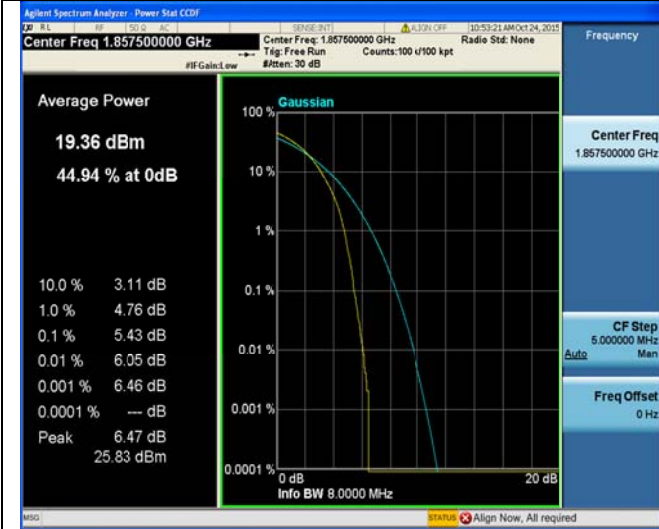 Agilent Spectrum Analyzer - Power Stat CCDF
RL RF 50 Ω AC SENSE:INT ALIGN OFF 10:53:21 AM Oct 24, 2015
Center Freq 1.857500000 GHz
#IFGain:Low
Center Freq: 1.857500000 GHz
Trig: Free Run Counts:100 k/100 kpt
#Atten: 30 dB
Radio Std: None
Frequency
Average Power
19.36 dBm
44.94 % at 0dB
10.0 % 3.11 dB
1.0 % 4.76 dB
0.1 % 5.43 dB
0.01 % 6.05 dB
0.001 % 6.46 dB
0.0001 % --- dB
Peak 6.47 dB
25.83 dBm
Gaussian
100 %
10 %
1 %
0.1 %
0.01 %
0.001 %
0.0001 %
0 dB 20 dB
Info BW 8.0000 MHz
Center Freq
1.857500000 GHz
CF Step
5.000000 MHz
Auto Man
Freq Offset
0 Hz
MSG STATUS Align Now, All required